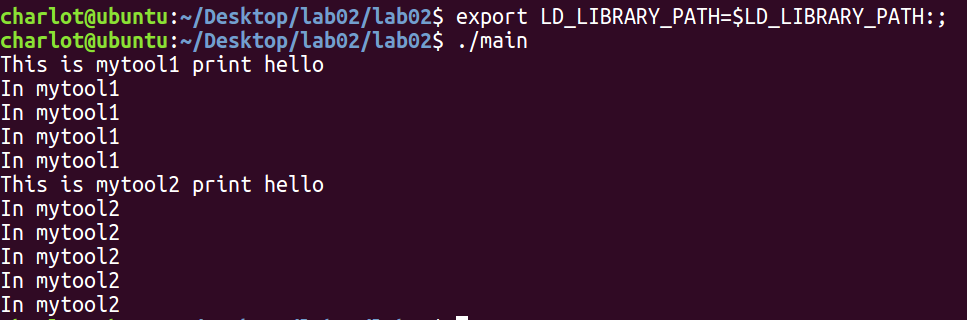 charlot@ubuntu:~/Desktop/lab02/lab02$ export LD_LIBRARY_PATH=$LD_LIBRARY_PATH:;
charlot@ubuntu:~/Desktop/lab02/lab02$ ./main
This is mytool1 print hello
In mytool1
In mytool1
In mytool1
In mytool1
This is mytool2 print hello
In mytool2
In mytool2
In mytool2
In mytool2
In mytool2